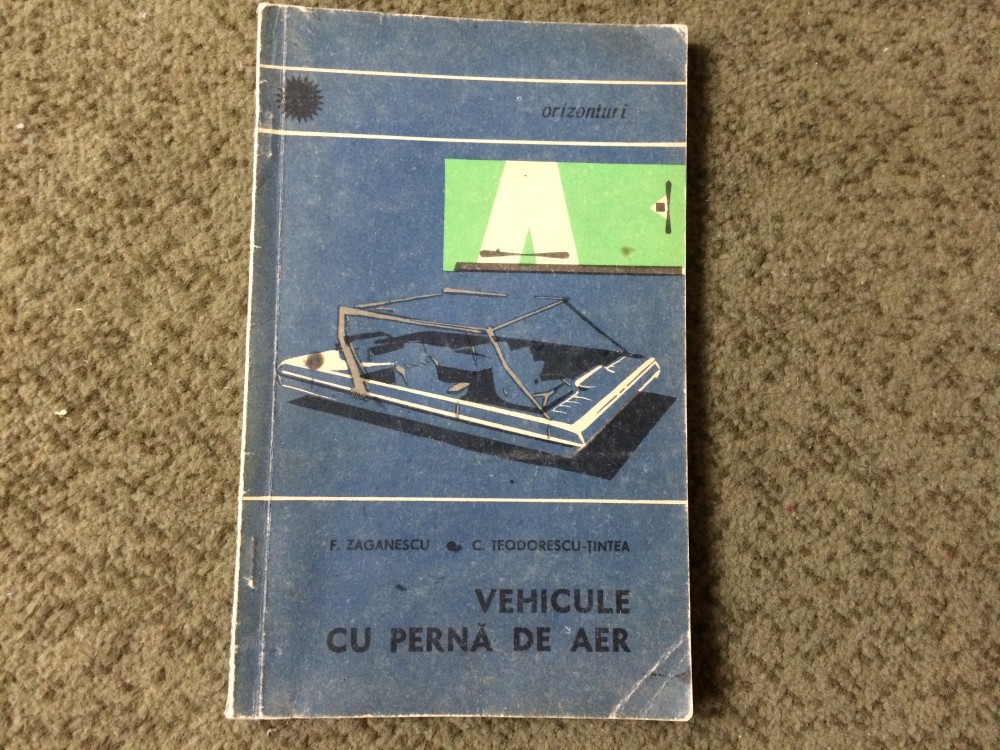 orizonturi
F. ZAGANESCU • C. TEODORESCU-ȚINTEA
VEHICULE
CU PERNĂ DE AER